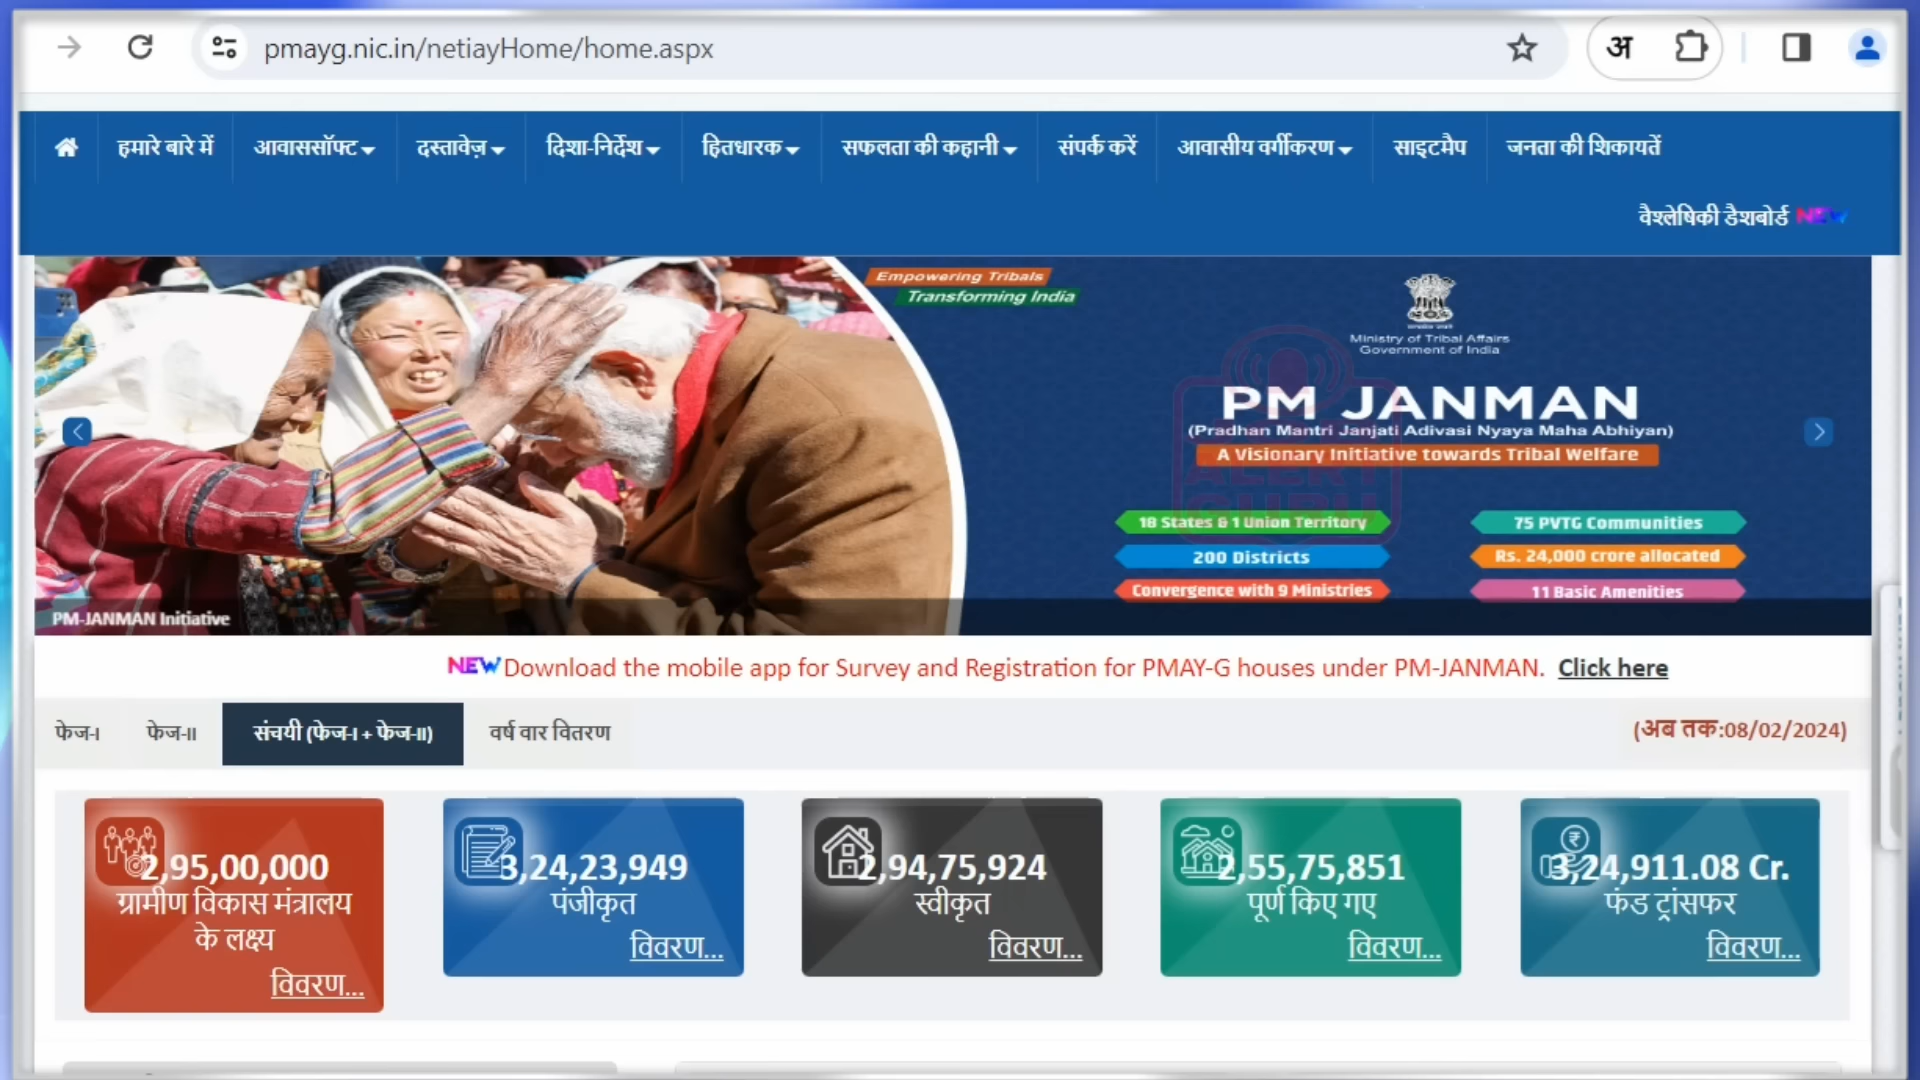 pmayg.nic.in/netiayHome/home.aspx
अ
हमारे बारे में
आवाससॉफ्ट
दस्तावेज़
दिशा-निर्देश
हितधारक
सफलता की कहानी
संपर्क करें
आवासीय वर्गीकरण
साइटमैप
जनता की शिकायतें
वैश्लेषिकी डैशबोर्ड NEW
Empowering Tribals
Transforming India
Ministry of Tribal Affairs
Government of India
PM JANMAN
(Pradhan Mantri Janjati Adivasi Nyaya Maha Abhiyan)
A Visionary Initiative towards Tribal Welfare
ALERT
GURU
18 States & 1 Union Territory
75 PVTG Communities
200 Districts
Rs. 24,000 crore allocated
Convergence with 9 Ministries
11 Basic Amenities
PM-JANMAN Initiative
NEW Download the mobile app for Survey and Registration for PMAY-G houses under PM-JANMAN. Click here
फेज-I
फेज-II
संचयी (फेज-I + फेज-II)
वर्ष वार वितरण
(अब तक:08/02/2024)
2,95,00,000
ग्रामीण विकास मंत्रालय
के लक्ष्य
विवरण...
3,24,23,949
पंजीकृत
विवरण...
2,94,75,924
स्वीकृत
विवरण...
2,55,75,851
पूर्ण किए गए
विवरण...
3,24,911.08 Cr.
फंड ट्रांसफर
विवरण...